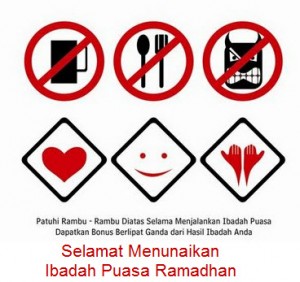 Patuhi Rambu - Rambu Diatas Selama Menjalankan Ibadah Puasa
Dapatkan Bonus Berlipat Ganda dari Hasil Ibadah Anda
Selamat Menunaikan
Ibadah Puasa Ramadhan